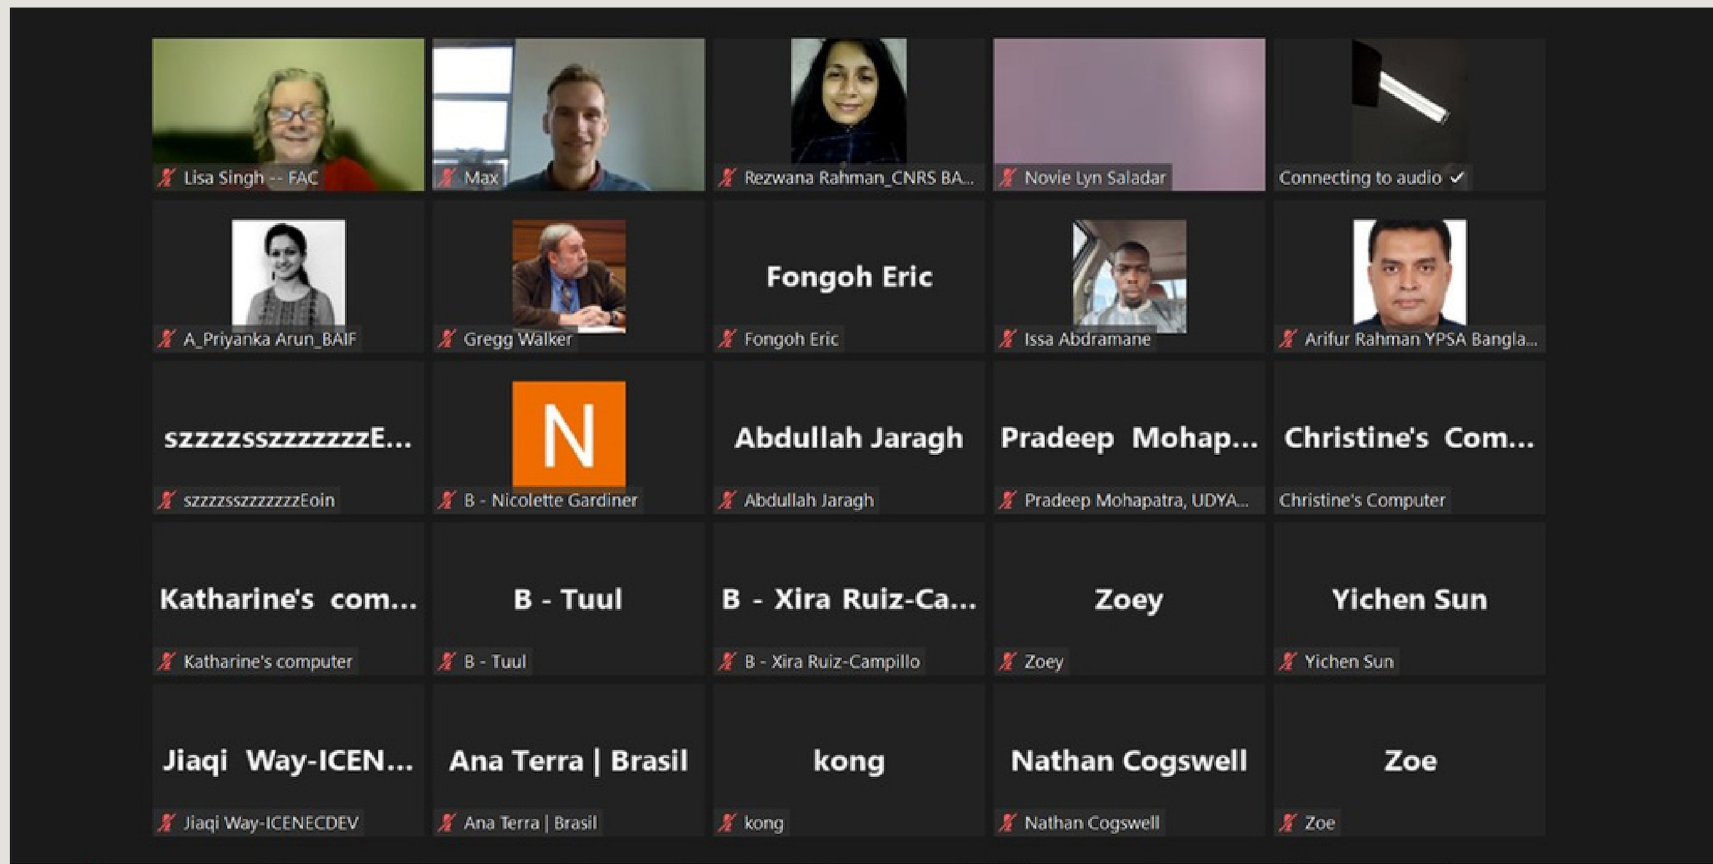 Lisa Singh -- FAC
Max
Rezwana Rahman_CNRS BA...
Novie Lyn Saladar
Connecting to audio ✓
A_Priyanka Arun_BAIF
Gregg Walker
Fongoh Eric
Fongoh Eric
Issa Abdramane
Arifur Rahman YPSA Bangla...
szzzzsszzzzzzzE...
szzzzsszzzzzzzEoin
N
B - Nicolette Gardiner
Abdullah Jaragh
Abdullah Jaragh
Pradeep Mohap...
Pradeep Mohapatra, UDYA...
Christine's Com...
Christine's Computer
Katharine's com...
Katharine's computer
B - Tuul
B - Tuul
B - Xira Ruiz-Ca...
B - Xira Ruiz-Campillo
Zoey
Zoey
Yichen Sun
Yichen Sun
Jiaqi Way-ICEN...
Jiaqi Way-ICENECDEV
Ana Terra | Brasil
Ana Terra | Brasil
kong
kong
Nathan Cogswell
Nathan Cogswell
Zoe
Zoe